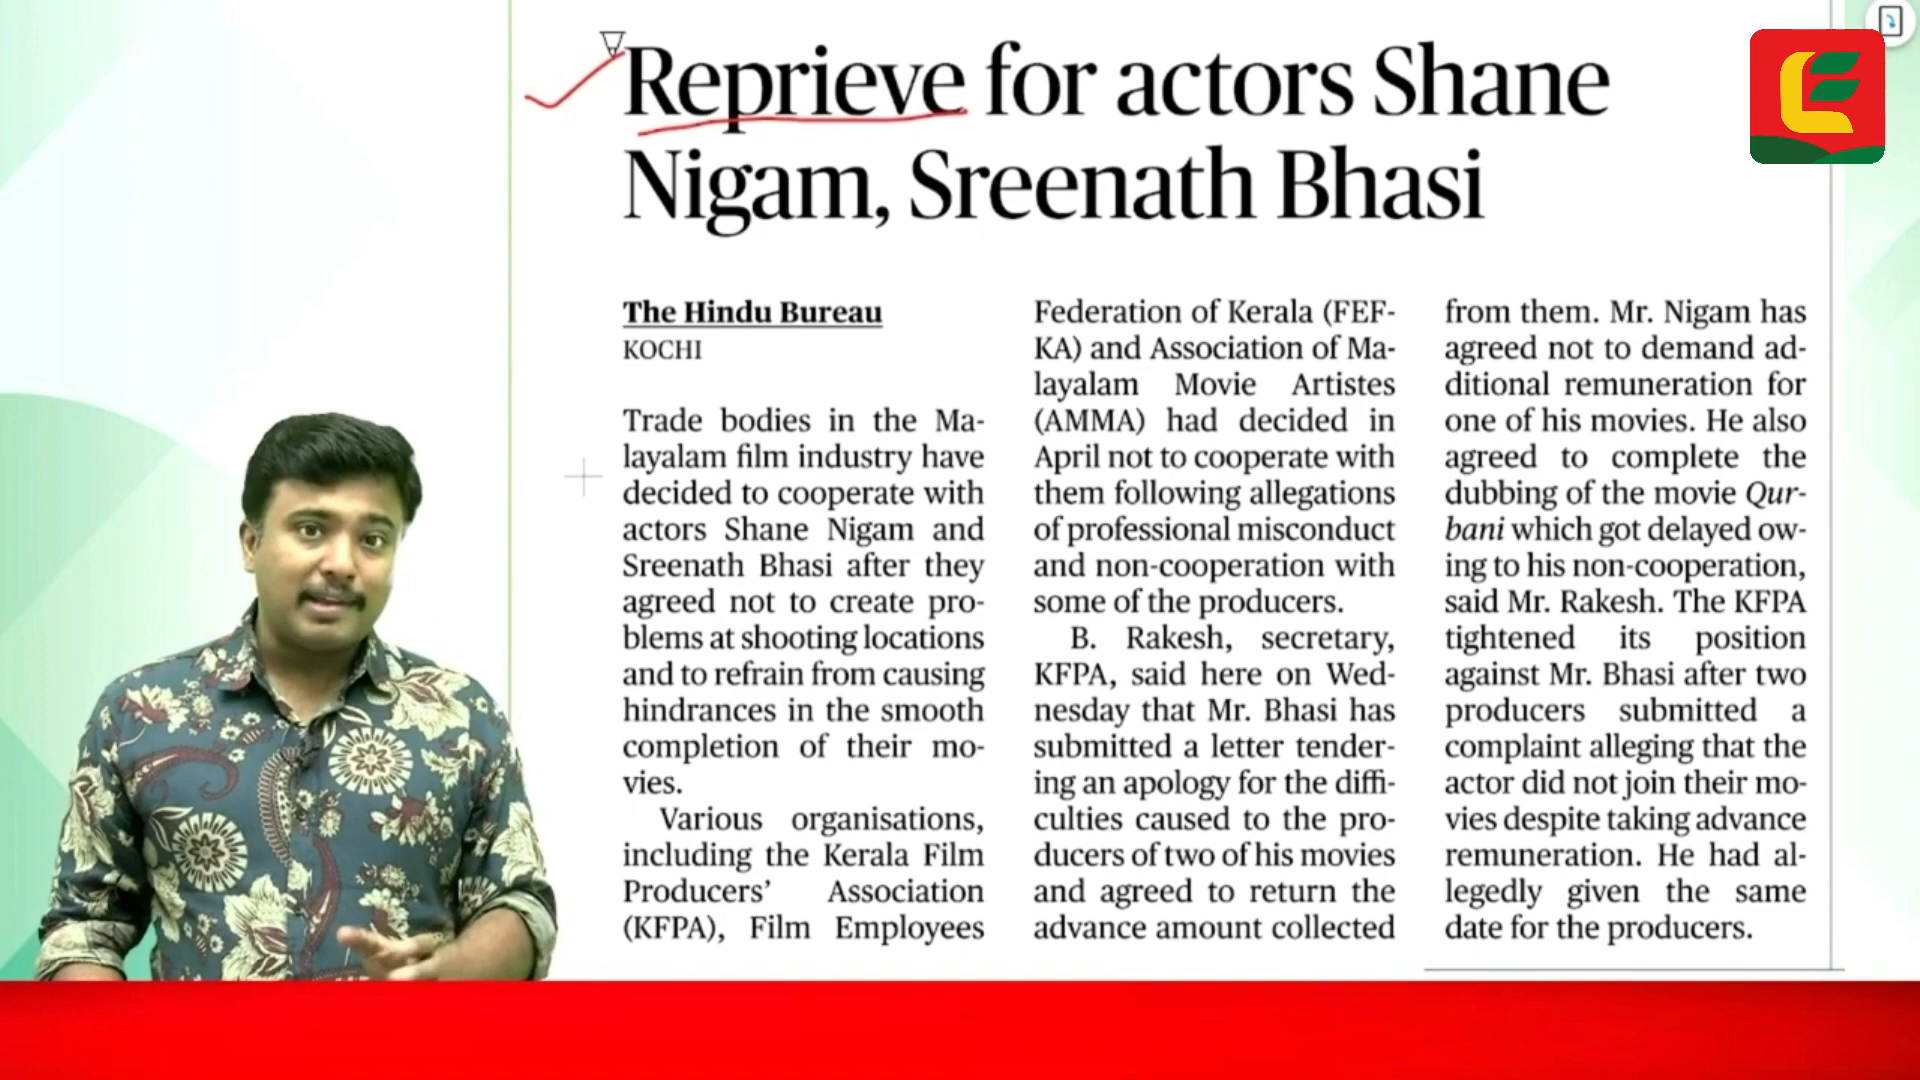 Reprieve for actors Shane
Nigam, Sreenath Bhasi
The Hindu Bureau
KOCHI
Trade bodies in the Ma-
layalam film industry have
decided to cooperate with
actors Shane Nigam and
Sreenath Bhasi after they
agreed not to create pro-
blems at shooting locations
and to refrain from causing
hindrances in the smooth
completion of their mo-
vies.
Various organisations,
including the Kerala Film
Producers’ Association
(KFPA), Film Employees
Federation of Kerala (FEF-
KA) and Association of Ma-
layalam Movie Artistes
(AMMA) had decided in
April not to cooperate with
them following allegations
of professional misconduct
and non-cooperation with
some of the producers.
B. Rakesh, secretary,
KFPA, said here on Wed-
nesday that Mr. Bhasi has
submitted a letter tender-
ing an apology for the diffi-
culties caused to the pro-
ducers of two of his movies
and agreed to return the
advance amount collected
from them. Mr. Nigam has
agreed not to demand ad-
ditional remuneration for
one of his movies. He also
agreed to complete the
dubbing of the movie Qur-
bani which got delayed ow-
ing to his non-cooperation,
said Mr. Rakesh. The KFPA
tightened its position
against Mr. Bhasi after two
producers submitted a
complaint alleging that the
actor did not join their mo-
vies despite taking advance
remuneration. He had al-
legedly given the same
date for the producers.